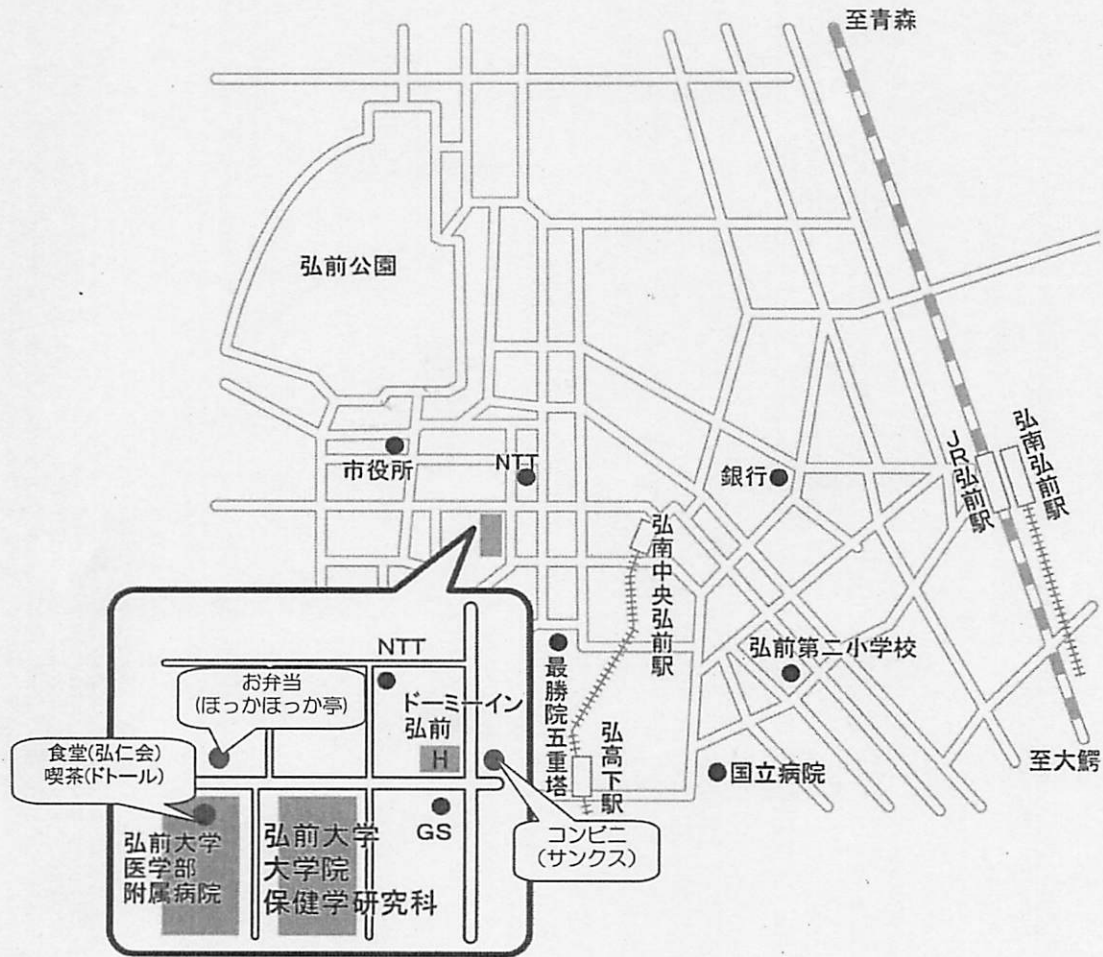 至青森
弘前公園
市役所
NTT
銀行
JR弘前駅
弘南弘前駅
弘南中央弘前駅
弘前第二小学校
最勝院五重塔
弘高下駅
国立病院
至大鰐
NTT
お弁当
(ほっかほっか亭)
ドーミーイン
弘前
H
食堂(弘仁会)
喫茶(ドトール)
GS
コンビニ
(サンクス)
弘前大学
医学部
附属病院
弘前大学
大学院
保健学研究科